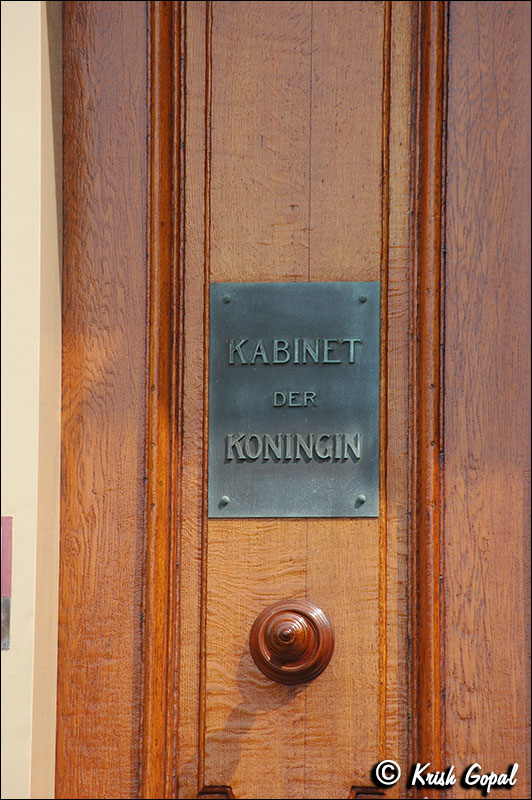 KABINET
DER
KONINGIN
© Krish Gopal